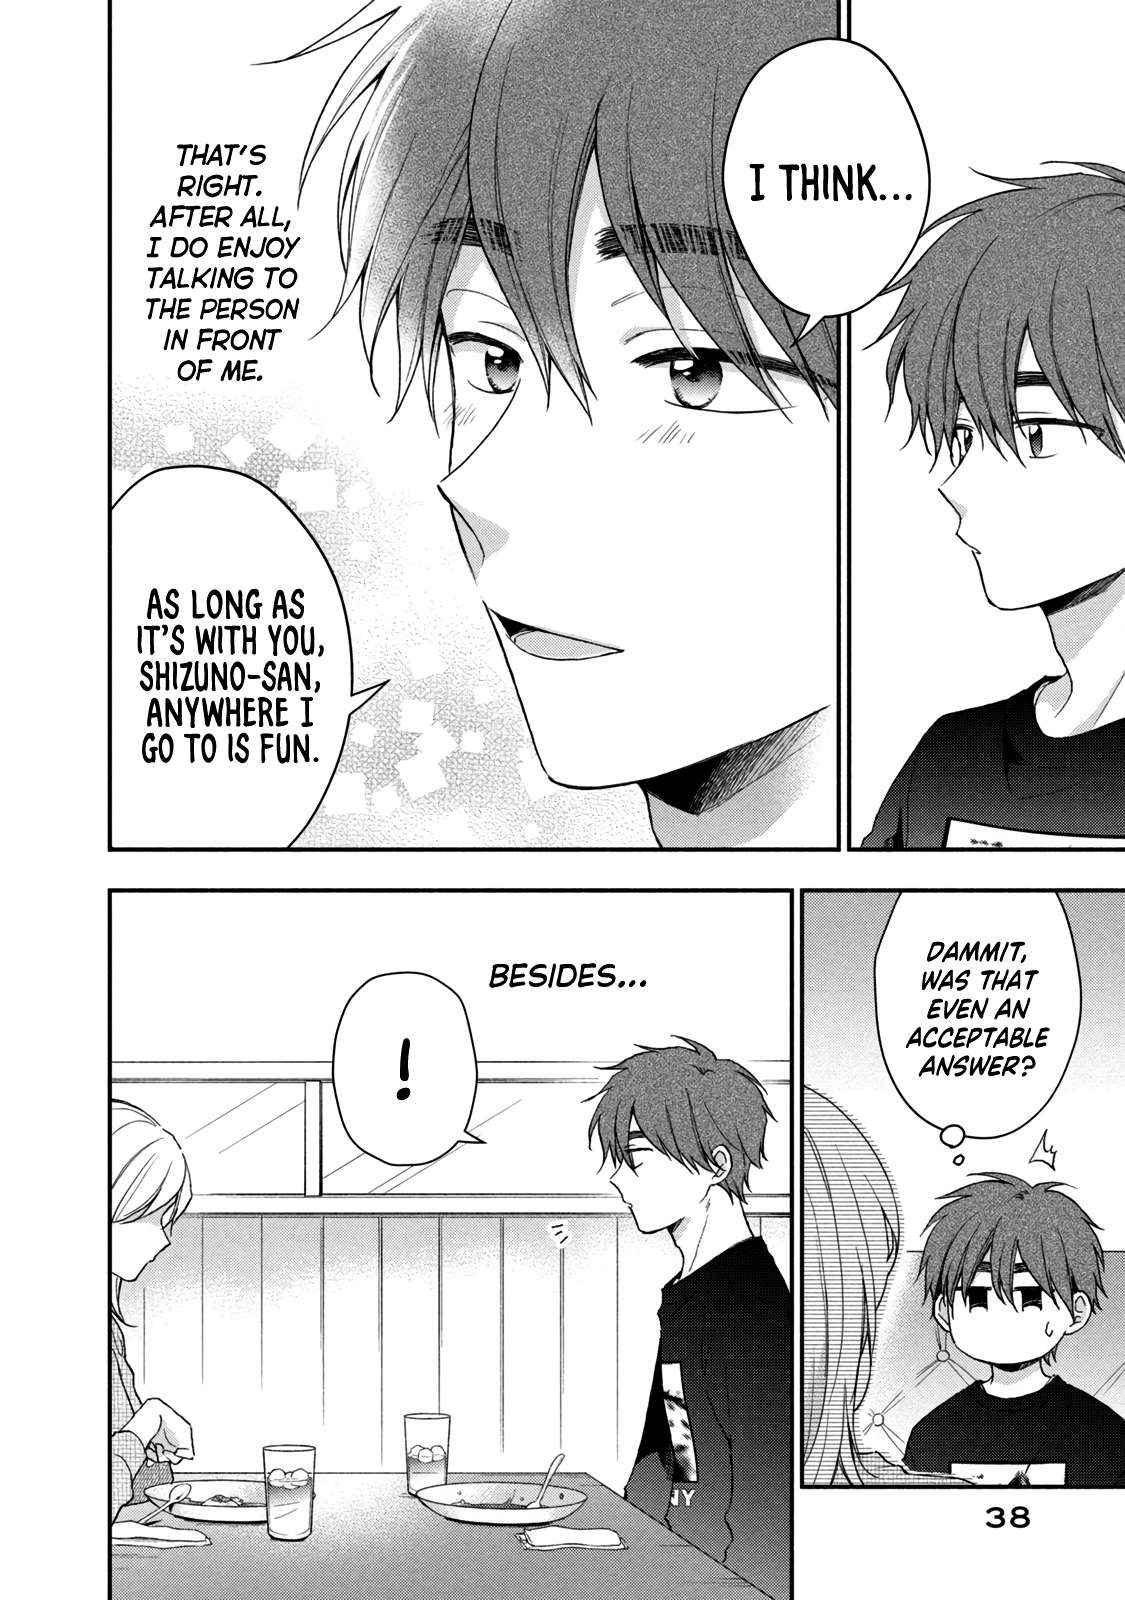 I THINK...
THAT'S
RIGHT.
AFTER ALL,
I DO ENJOY
TALKING TO
THE PERSON
IN FRONT
OF ME.
AS LONG AS
IT'S WITH YOU,
SHIZUNO-SAN,
ANYWHERE I
GO TO IS FUN.
DAMMIT,
WAS THAT
EVEN AN
ACCEPTABLE
ANSWER?
BESIDES...
!
NY
38